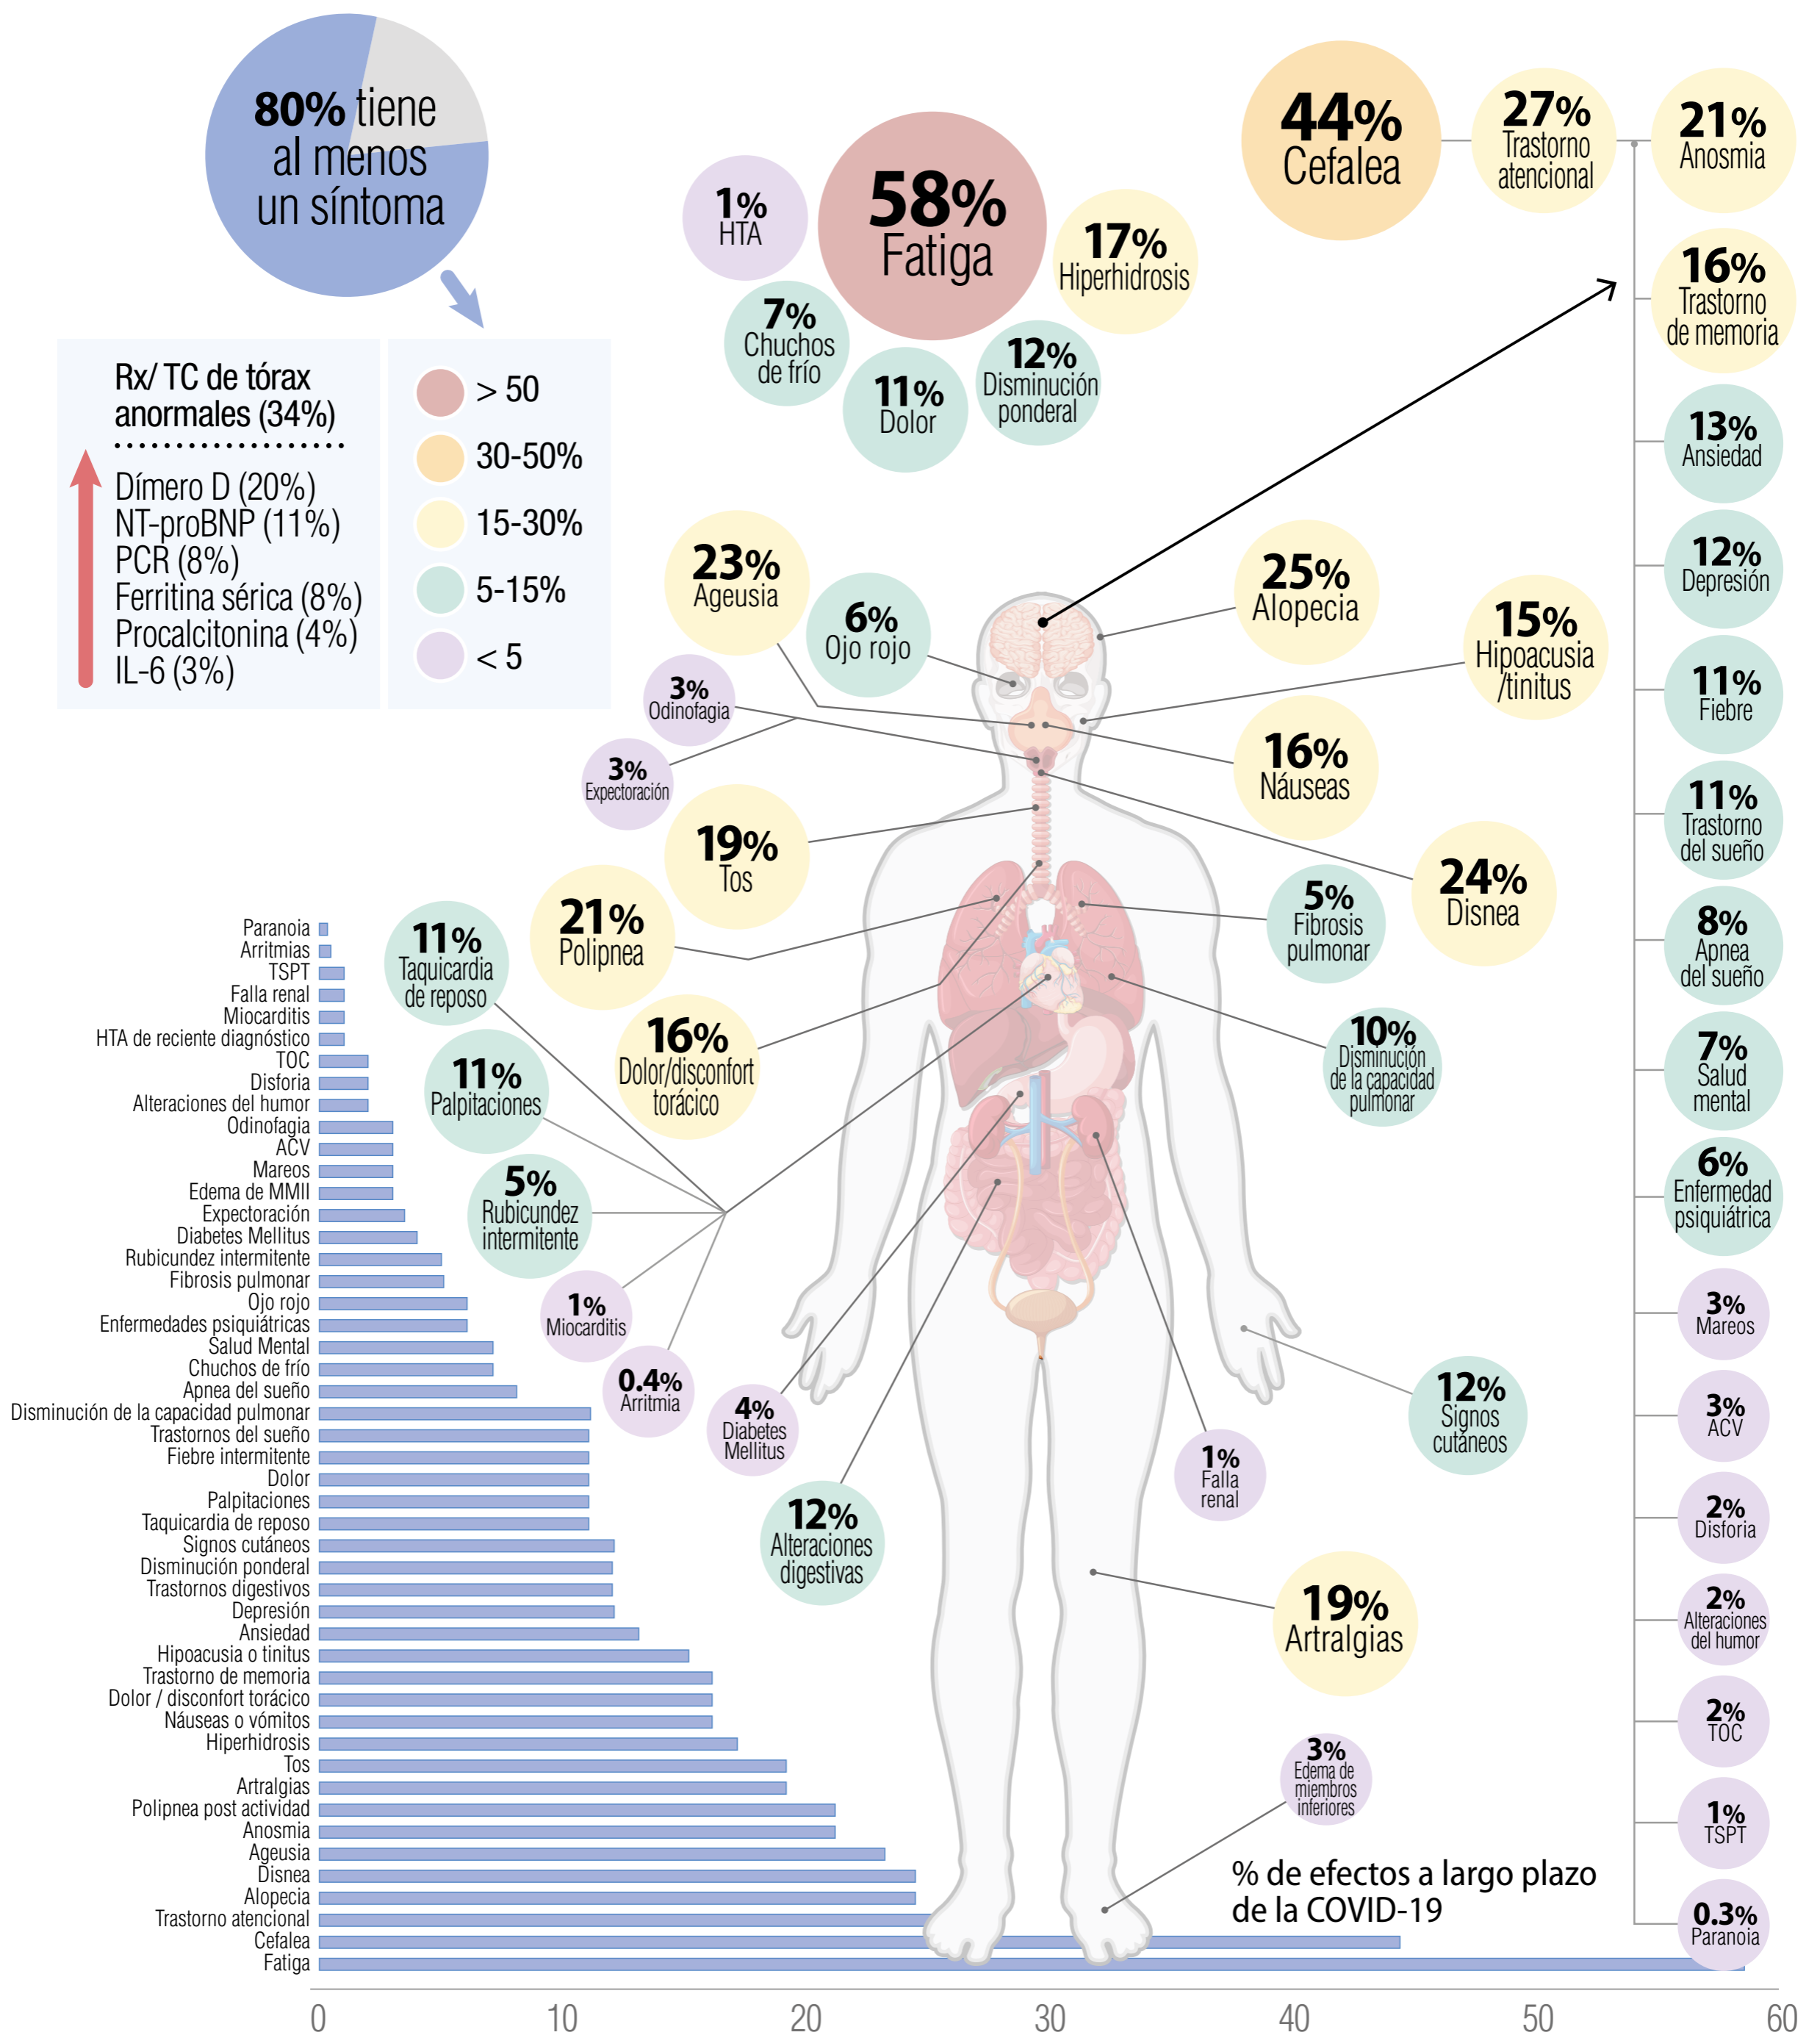 80% tiene
al menos
un síntoma
Rx/ TC de tórax
anormales (34%)
Dímero D (20%)
NT-proBNP (11%)
PCR (8%)
Ferritina sérica (8%)
Procalcitonina (4%)
IL-6 (3%)
> 50
30-50%
15-30%
5-15%
< 5
1%
HTA
58%
Fatiga
17%
Hiperhidrosis
7%
Chuchos
de frío
11%
Dolor
12%
Disminución
ponderal
44%
Cefalea
27%
Trastorno
atencional
21%
Anosmia
16%
Trastorno
de memoria
13%
Ansiedad
12%
Depresión
11%
Fiebre
11%
Trastorno
del sueño
8%
Apnea
del sueño
7%
Salud
mental
6%
Enfermedad
psiquiátrica
3%
Mareos
3%
ACV
2%
Disforia
2%
Alteraciones
del humor
2%
TOC
1%
TSPT
0.3%
Paranoia
23%
Ageusia
6%
Ojo rojo
3%
Odinofagia
3%
Expectoración
19%
Tos
21%
Polipnea
16%
Dolor/disconfort
torácico
25%
Alopecia
15%
Hipoacusia
/tinitus
16%
Náuseas
24%
Disnea
5%
Fibrosis
pulmonar
10%
Disminución
de la capacidad
pulmonar
11%
Taquicardia
de reposo
11%
Palpitaciones
5%
Rubicundez
intermitente
1%
Miocarditis
0.4%
Arritmia
4%
Diabetes
Mellitus
12%
Alteraciones
digestivas
1%
Falla
renal
12%
Signos
cutáneos
19%
Artralgias
3%
Edema de
miembros
inferiores
% de efectos a largo plazo
de la COVID-19
Paranoia
Arritmias
TSPT
Falla renal
Miocarditis
HTA de reciente diagnóstico
TOC
Disforia
Alteraciones del humor
Odinofagia
ACV
Mareos
Edema de MMII
Expectoración
Diabetes Mellitus
Rubicundez intermitente
Fibrosis pulmonar
Ojo rojo
Enfermedades psiquiátricas
Salud Mental
Chuchos de frío
Apnea del sueño
Disminución de la capacidad pulmonar
Trastornos del sueño
Fiebre intermitente
Dolor
Palpitaciones
Taquicardia de reposo
Signos cutáneos
Disminución ponderal
Trastornos digestivos
Depresión
Ansiedad
Hipoacusia o tinitus
Trastorno de memoria
Dolor / disconfort torácico
Náuseas o vómitos
Hiperhidrosis
Tos
Artralgias
Polipnea post actividad
Anosmia
Ageusia
Disnea
Alopecia
Trastorno atencional
Cefalea
Fatiga
0 10 20 30 40 50 60